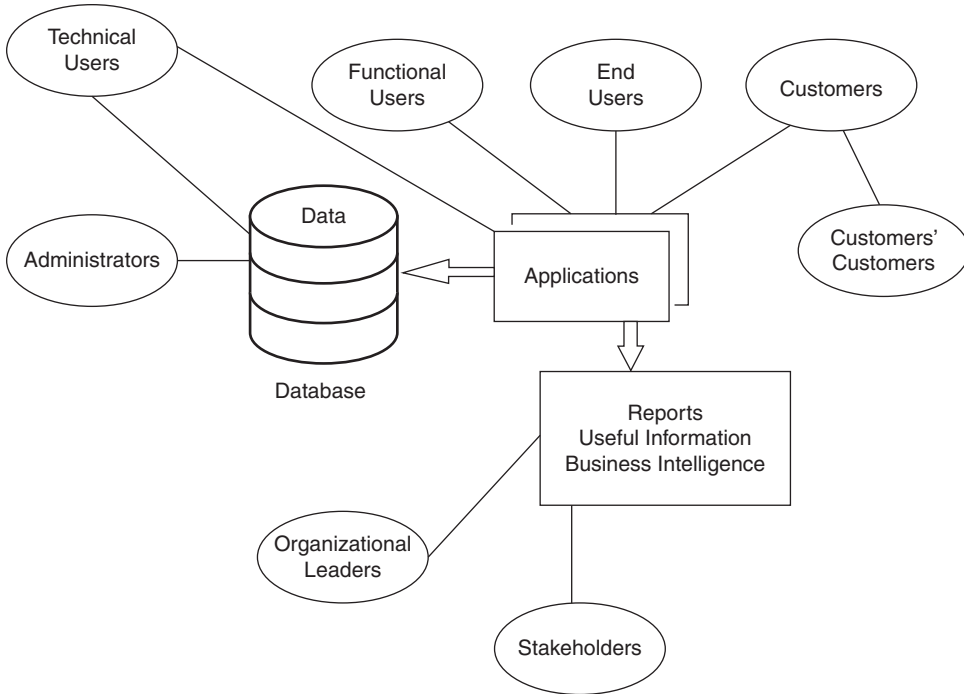 Technical
Users
Functional
Users
End
Users
Customers
Data
Administrators
Customers'
Customers
Applications
Database
Reports
Useful Information
Business Intelligence
Organizational
Leaders
Stakeholders